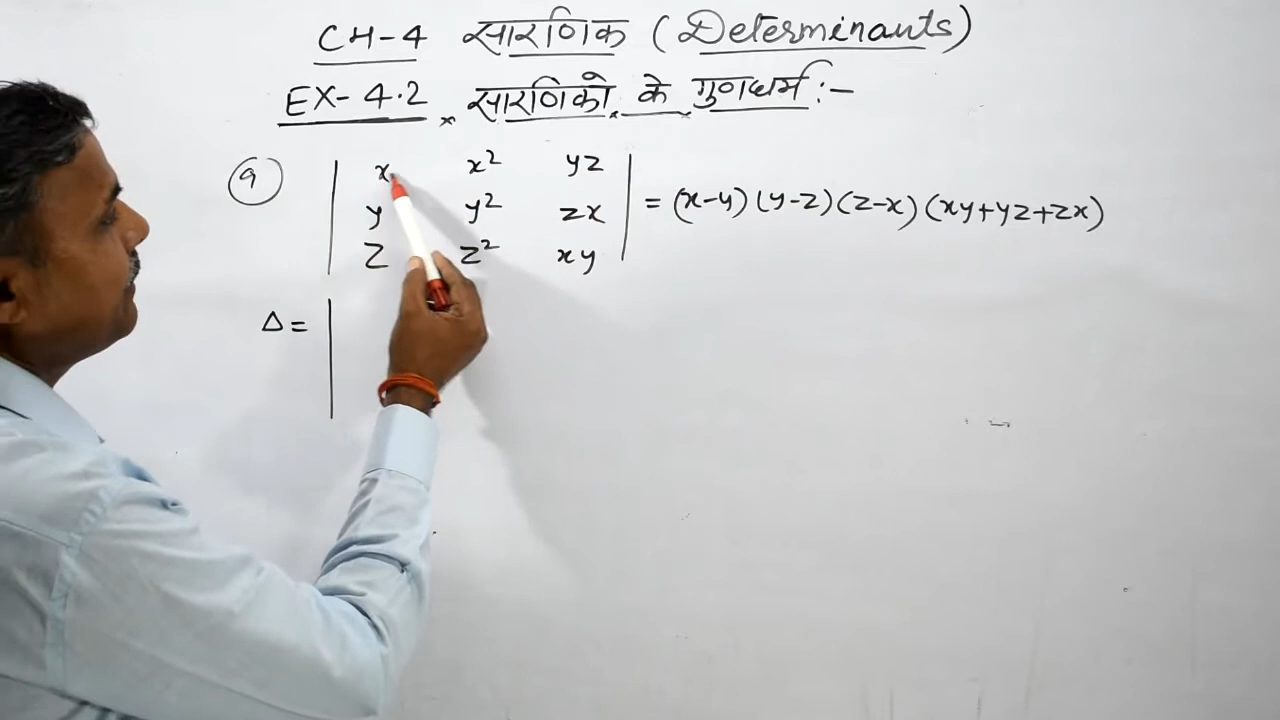 CH-4 सारणिक (Determinants)
EX-4.2 सारणिको के गुणधर्म :-
9 | x x² yz |
| y y² zx | = (x-y)(y-z)(z-x)(xy+yz+zx)
| z z² xy |
Δ = |